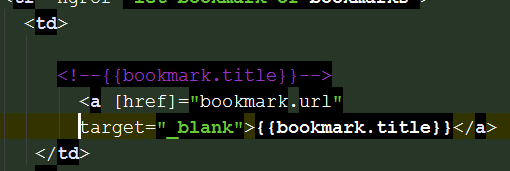 <td>
<!--{{bookmark.title}}-->
<a [href]="bookmark.url"
target="_blank">{{bookmark.title}}</a>
</td>